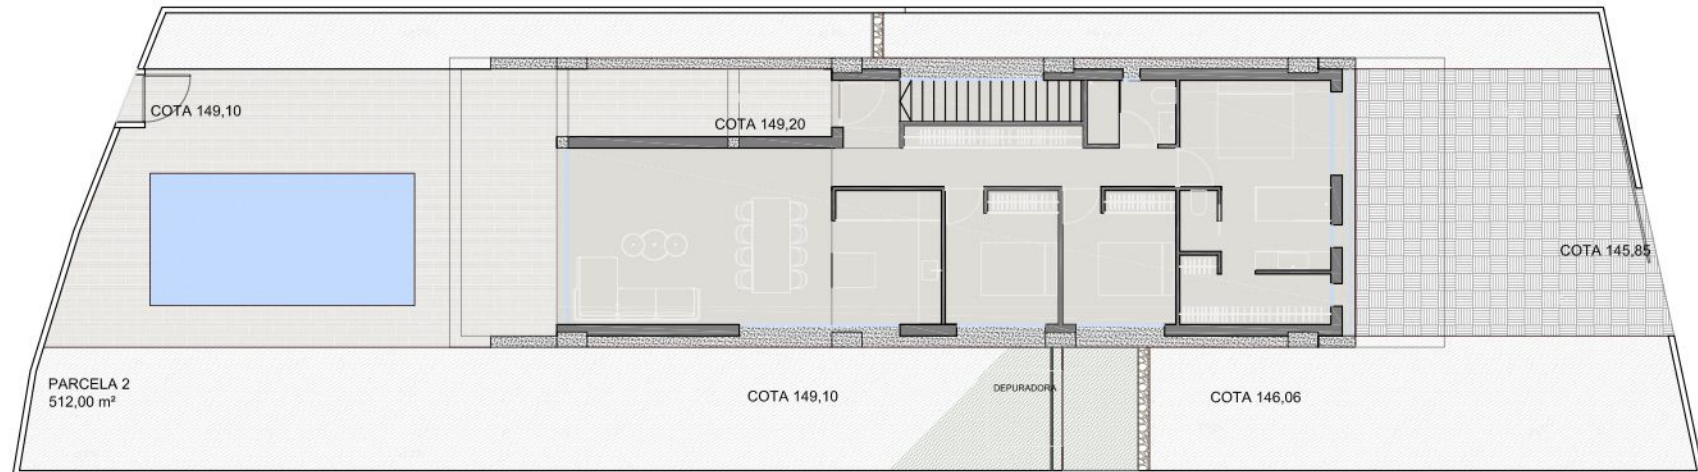 COTA 149,10
COTA 149,20
COTA 145,85
PARCELA 2
512,00 m²
DEPURADORA
COTA 149,10
COTA 146,06